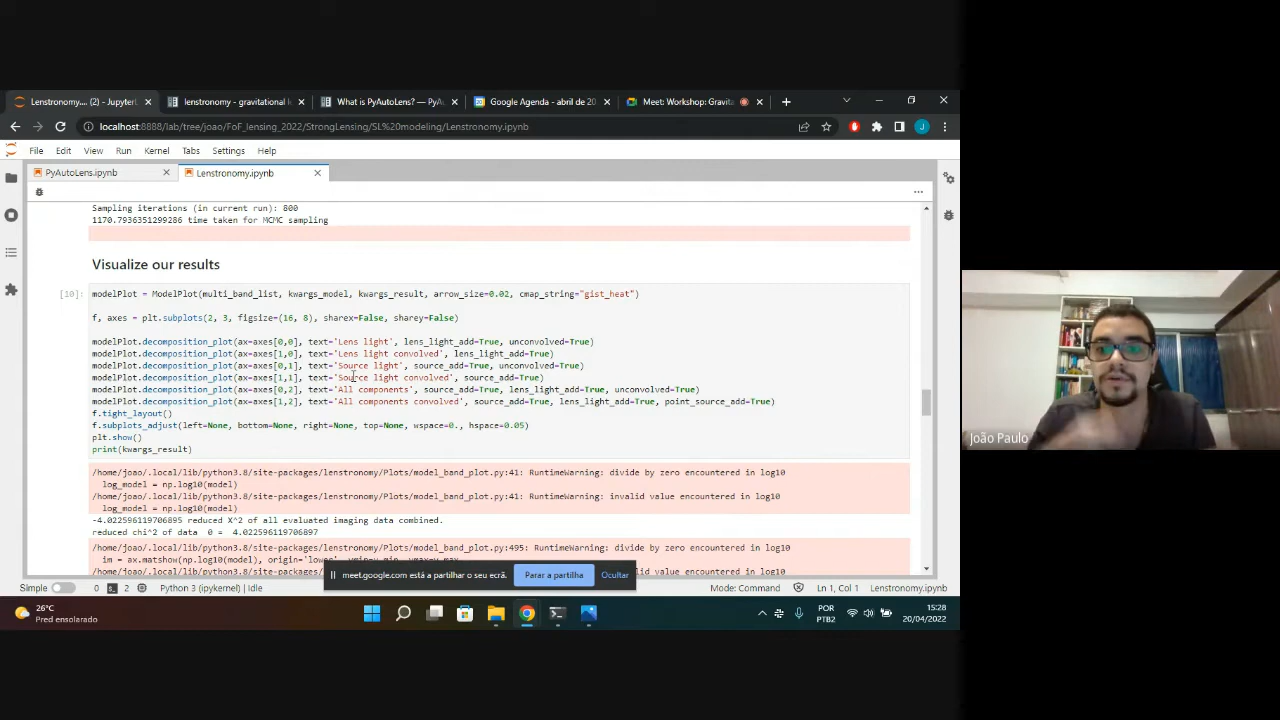 Lenstronomy.... (2) - JupyterL
lenstronomy - gravitational l
What is PyAutoLens? — PyA
Google Agenda - abril de 20
Meet: Workshop: Gravita
localhost:8888/lab/tree/joao/FoF_lensing_2022/StrongLensing/SL%20modeling/Lenstronomy.ipynb
File Edit View Run Kernel Tabs Settings Help
PyAutoLens.ipynb
Lenstronomy.ipynb
Sampling iterations (in current run): 800
1170.7936351299286 time taken for MCMC sampling
Visualize our results
[10]:
modelPlot = ModelPlot(multi_band_list, kwargs_model, kwargs_result, arrow_size=0.02, cmap_string="gist_heat")
f, axes = plt.subplots(2, 3, figsize=(16, 8), sharex=False, sharey=False)
modelPlot.decomposition_plot(ax=axes[0,0], text='Lens light', lens_light_add=True, unconvolved=True)
modelPlot.decomposition_plot(ax=axes[1,0], text='Lens light convolved', lens_light_add=True)
modelPlot.decomposition_plot(ax=axes[0,1], text='Source light', source_add=True, unconvolved=True)
modelPlot.decomposition_plot(ax=axes[1,1], text='Source light convolved', source_add=True)
modelPlot.decomposition_plot(ax=axes[0,2], text='All components', source_add=True, lens_light_add=True, unconvolved=True)
modelPlot.decomposition_plot(ax=axes[1,2], text='All components convolved', source_add=True, lens_light_add=True, point_source_add=True)
f.tight_layout()
f.subplots_adjust(left=None, bottom=None, right=None, top=None, wspace=0., hspace=0.05)
plt.show()
print(kwargs_result)
/home/joao/.local/lib/python3.8/site-packages/lenstronomy/Plots/model_band_plot.py:41: RuntimeWarning: divide by zero encountered in log10
log_model = np.log10(model)
/home/joao/.local/lib/python3.8/site-packages/lenstronomy/Plots/model_band_plot.py:41: RuntimeWarning: invalid value encountered in log10
log_model = np.log10(model)
-4.022596119706895 reduced X^2 of all evaluated imaging data combined.
reduced chi^2 of data 0 = 4.022596119706897
/home/joao/.local/lib/python3.8/site-packages/lenstronomy/Plots/model_band_plot.py:495: RuntimeWarning: divide by zero encountered in log10
im = ax.matshow(np.log10(model), origin='lower', vmin=v_min, vmax=v_max,
meet.google.com está a partilhar o seu ecrã.
Parar a partilha
Ocultar
Simple
0
2
Python 3 (ipykernel) | Idle
Mode: Command
Ln 1, Col 1
Lenstronomy.ipynb
26°C
Pred ensolarado
POR
PTB2
15:28
20/04/2022
João Paulo